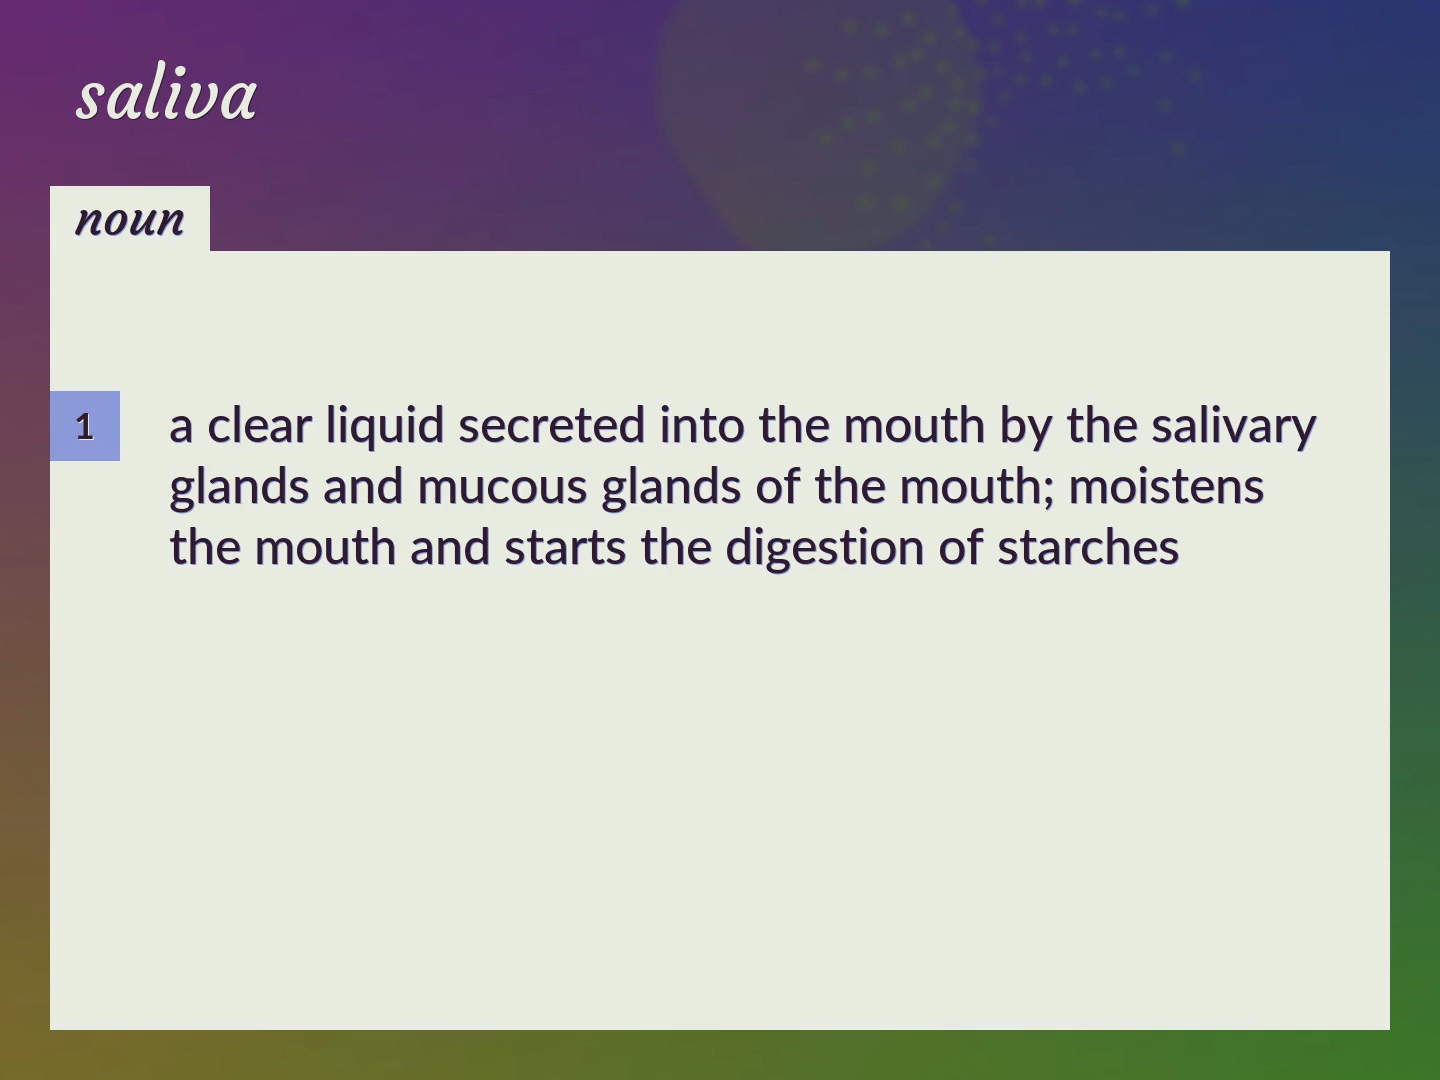 saliva
noun
1
a clear liquid secreted into the mouth by the salivary
glands and mucous glands of the mouth; moistens
the mouth and starts the digestion of starches